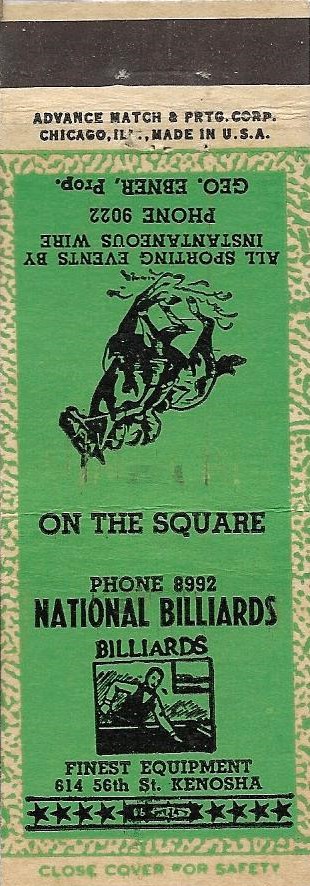 ADVANCE MATCH & PRTG. CORP.
CHICAGO, ILL., MADE IN U.S.A.
GEO. EBNER, Prop.
PHONE 9022
ALL SPORTING EVENTS BY
INSTANTANEOUS WIRE
ON THE SQUARE
PHONE 8992
NATIONAL BILLIARDS
BILLIARDS
FINEST EQUIPMENT
614 56th St. KENOSHA
CLOSE COVER FOR SAFETY